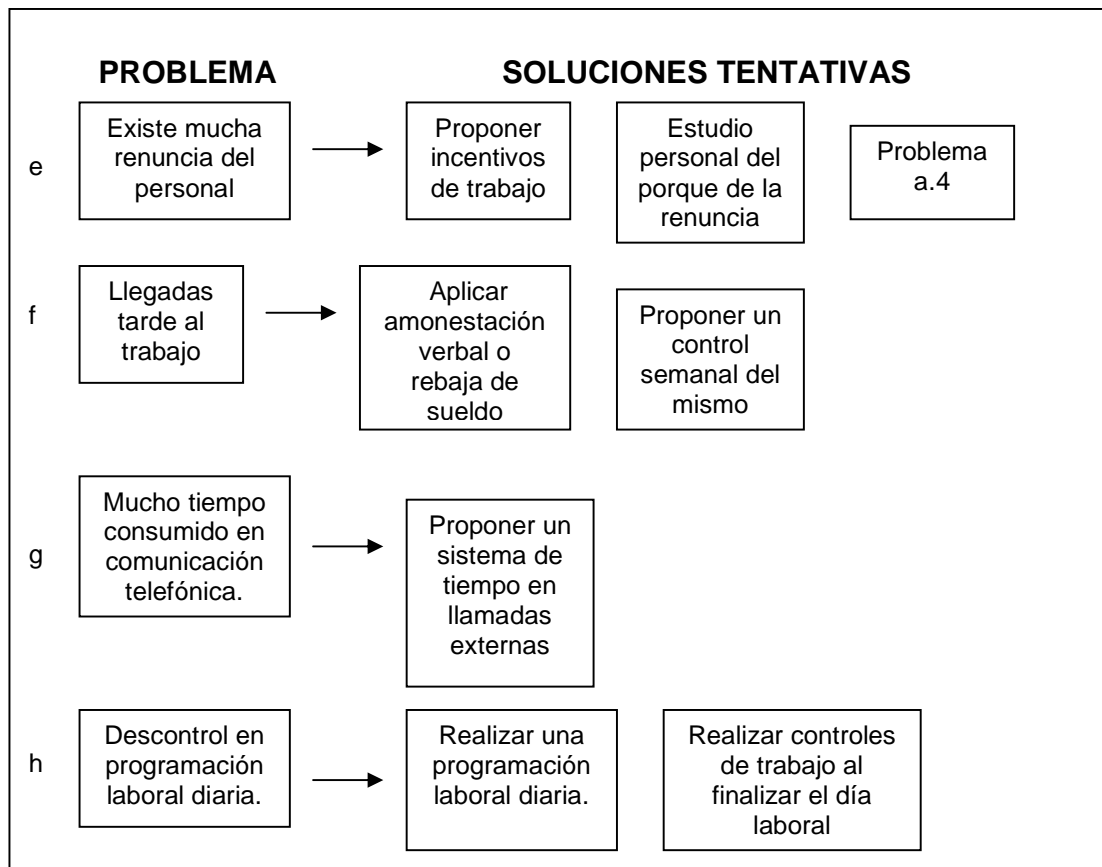 PROBLEMA
SOLUCIONES TENTATIVAS
e
Existe mucha
renuncia del
personal
Proponer
incentivos
de trabajo
Estudio
personal del
porque de la
renuncia
Problema
a.4
f
Llegadas
tarde al
trabajo
Aplicar
amonestación
verbal o
rebaja de
sueldo
Proponer un
control
semanal del
mismo
g
Mucho tiempo
consumido en
comunicación
telefónica.
Proponer un
sistema de
tiempo en
llamadas
externas
h
Descontrol en
programación
laboral diaria.
Realizar una
programación
laboral diaria.
Realizar controles
de trabajo al
finalizar el día
laboral